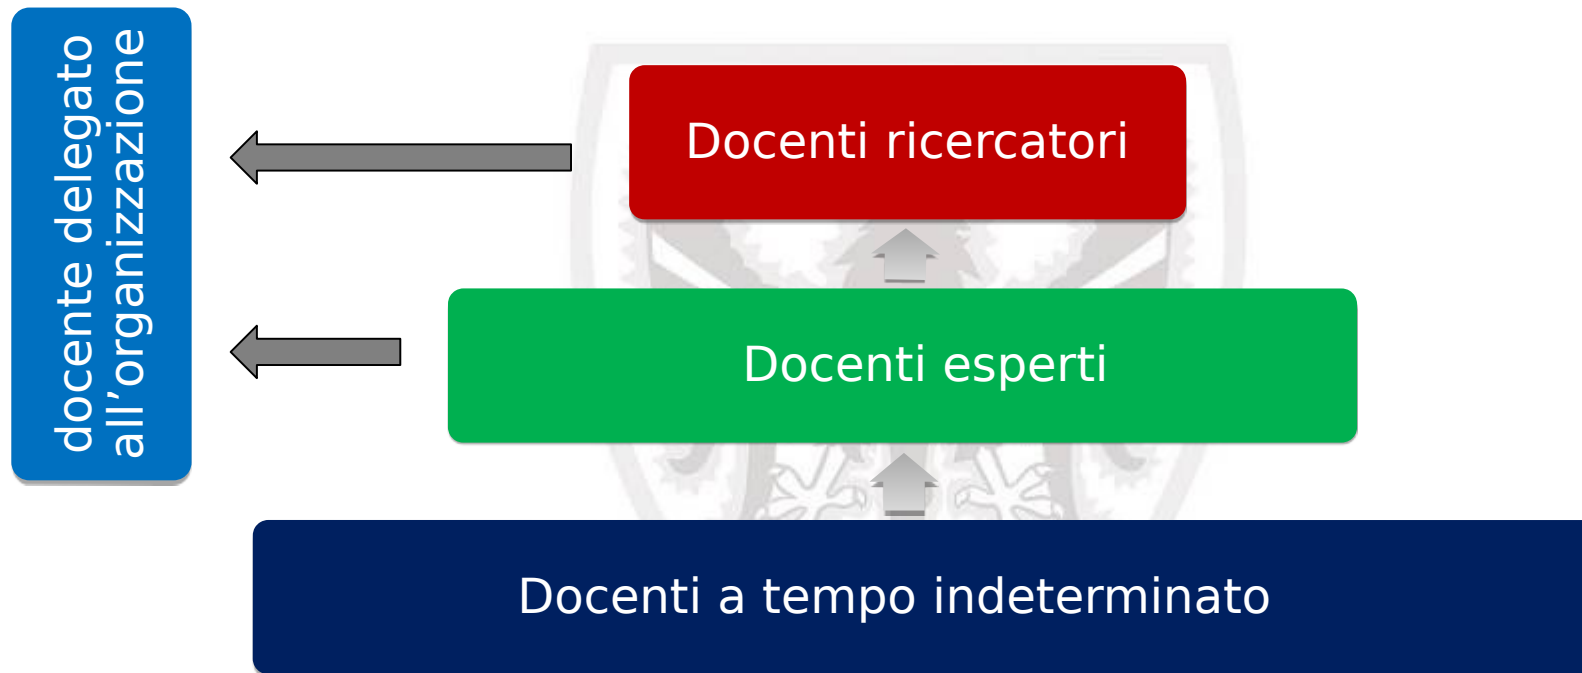 docente delegato
all’organizzazione
Docenti ricercatori
Docenti esperti
Docenti a tempo indeterminato